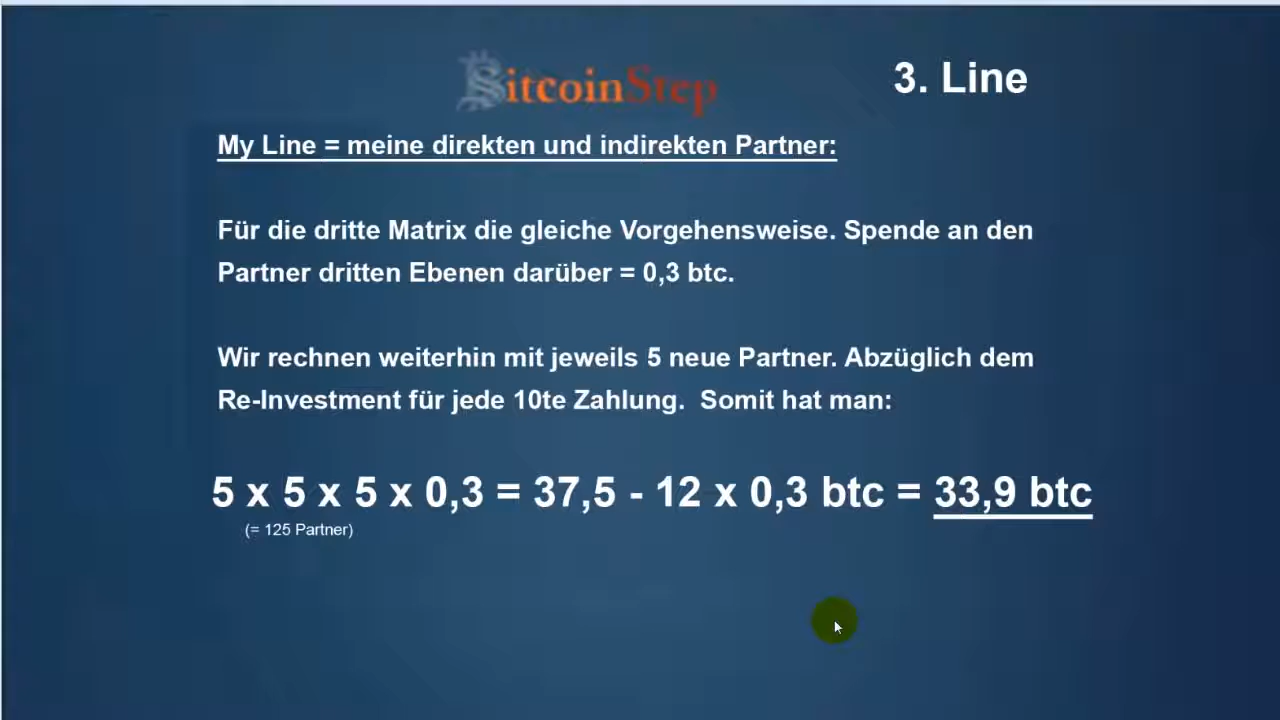 BitcoinStep
3. Line
My Line = meine direkten und indirekten Partner:
Für die dritte Matrix die gleiche Vorgehensweise. Spende an den
Partner dritten Ebenen darüber = 0,3 btc.
Wir rechnen weiterhin mit jeweils 5 neue Partner. Abzüglich dem
Re-Investment für jede 10te Zahlung.  Somit hat man:
5 x 5 x 5 x 0,3 = 37,5 - 12 x 0,3 btc = 33,9 btc
(= 125 Partner)